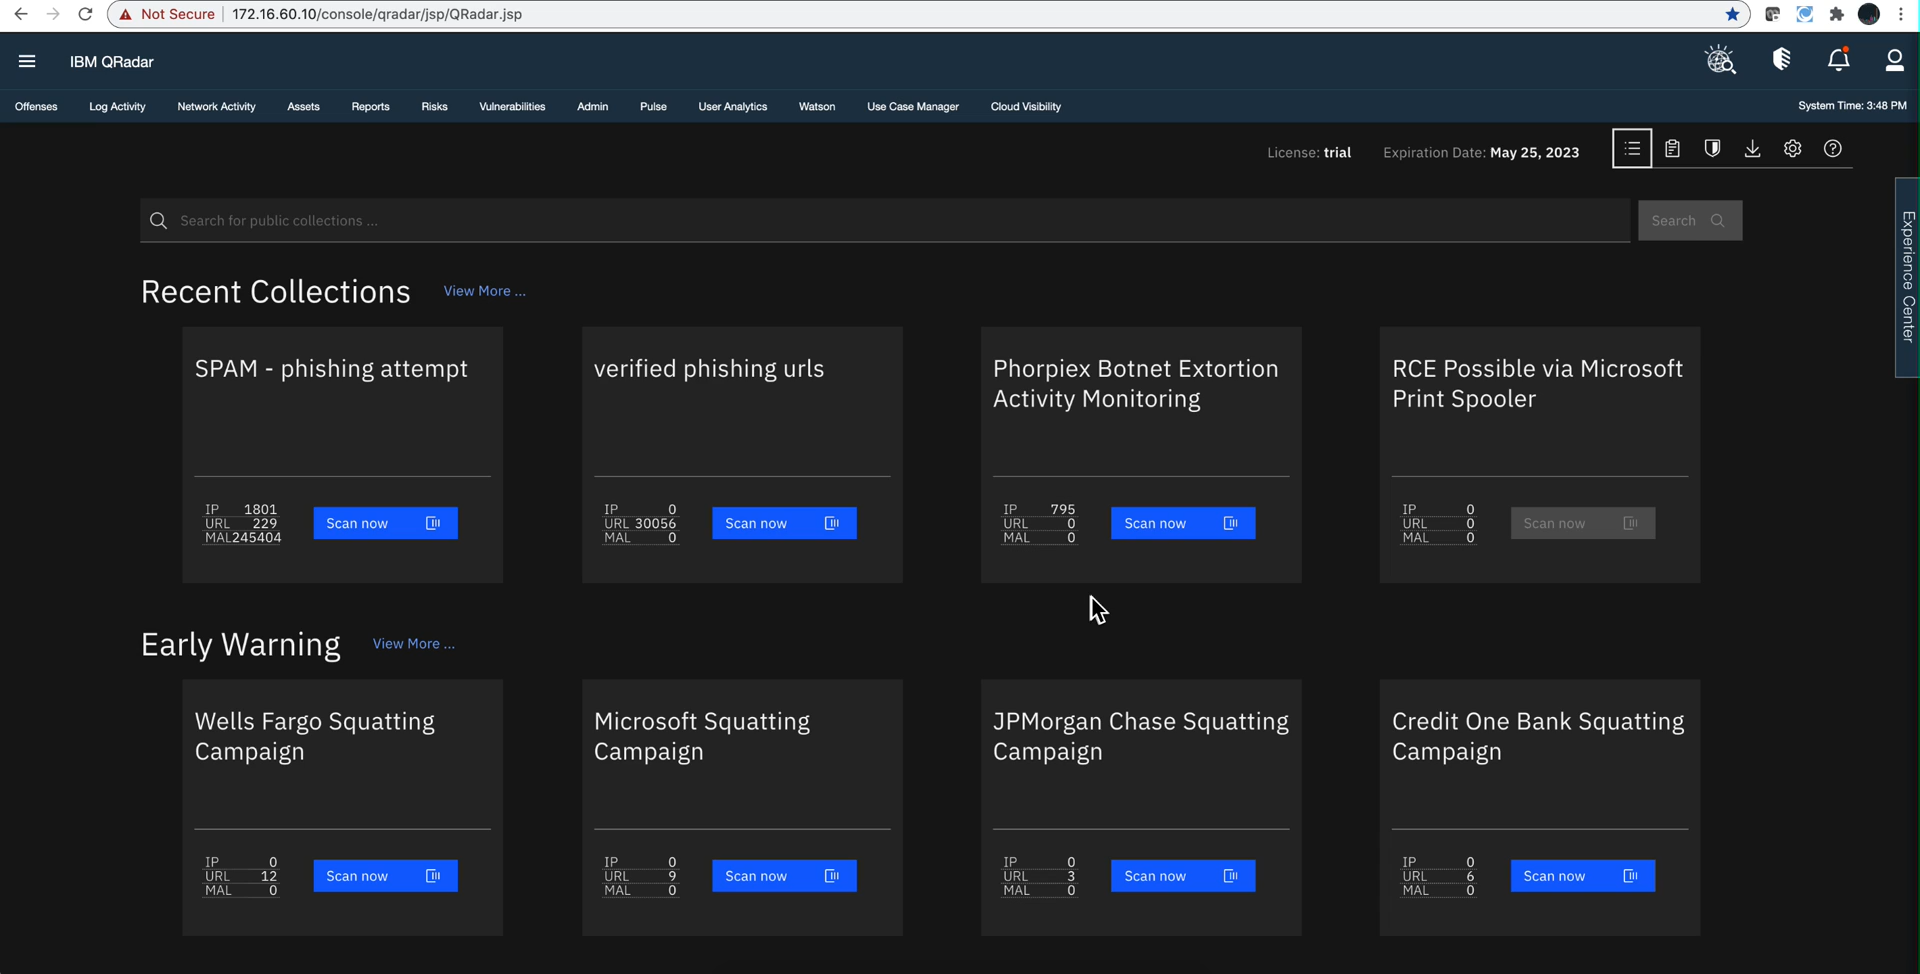 Not Secure 172.16.60.10/console/qradar/jsp/QRadar.jsp
IBM QRadar
Offenses Log Activity Network Activity Assets Reports Risks Vulnerabilities Admin Pulse User Analytics Watson Use Case Manager Cloud Visibility System Time: 3:48 PM
License: trial Expiration Date: May 25, 2023
Search for public collections ... Search
Experience Center
Recent Collections View More ...
SPAM - phishing attempt
IP 1801
URL 229
MAL245404
Scan now
verified phishing urls
IP 0
URL 30056
MAL 0
Scan now
Phorpiex Botnet Extortion
Activity Monitoring
IP 795
URL 0
MAL 0
Scan now
RCE Possible via Microsoft
Print Spooler
IP 0
URL 0
MAL 0
Scan now
Early Warning View More ...
Wells Fargo Squatting
Campaign
IP 0
URL 12
MAL 0
Scan now
Microsoft Squatting
Campaign
IP 0
URL 9
MAL 0
Scan now
JPMorgan Chase Squatting
Campaign
IP 0
URL 3
MAL 0
Scan now
Credit One Bank Squatting
Campaign
IP 0
URL 6
MAL 0
Scan now